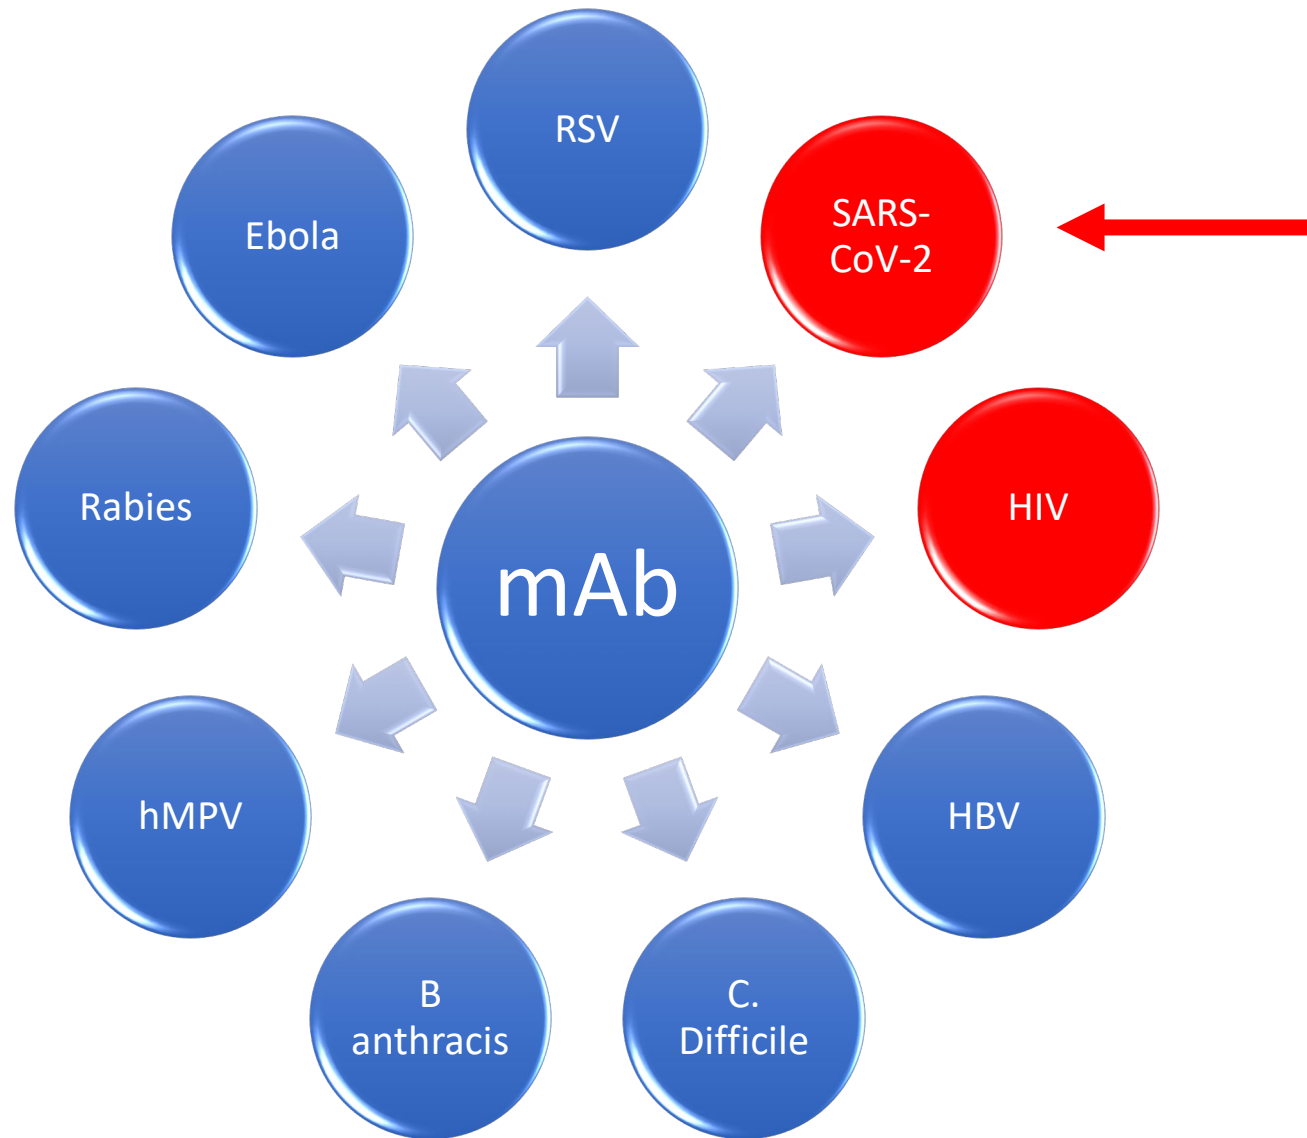 RSV
SARS-
CoV-2
HIV
HBV
C.
Difficile
B
anthracis
hMPV
Rabies
Ebola
mAb